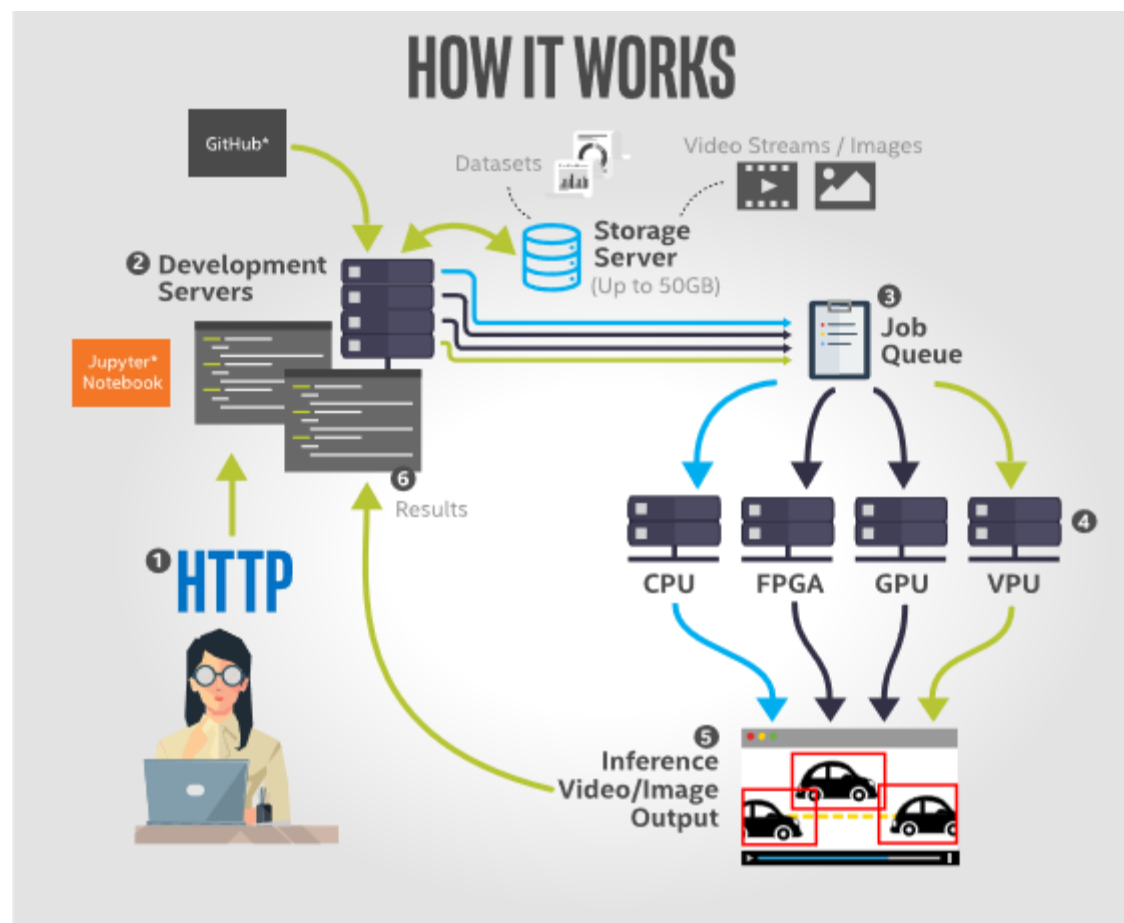 HOW IT WORKS
GitHub*
Datasets
Video Streams / Images
Storage
Server
(Up to 50GB)
2 Development
Servers
3
Job
Queue
Jupyter*
Notebook
6
Results
1 HTTP
4
CPU
FPGA
GPU
VPU
5
Inference
Video/Image
Output